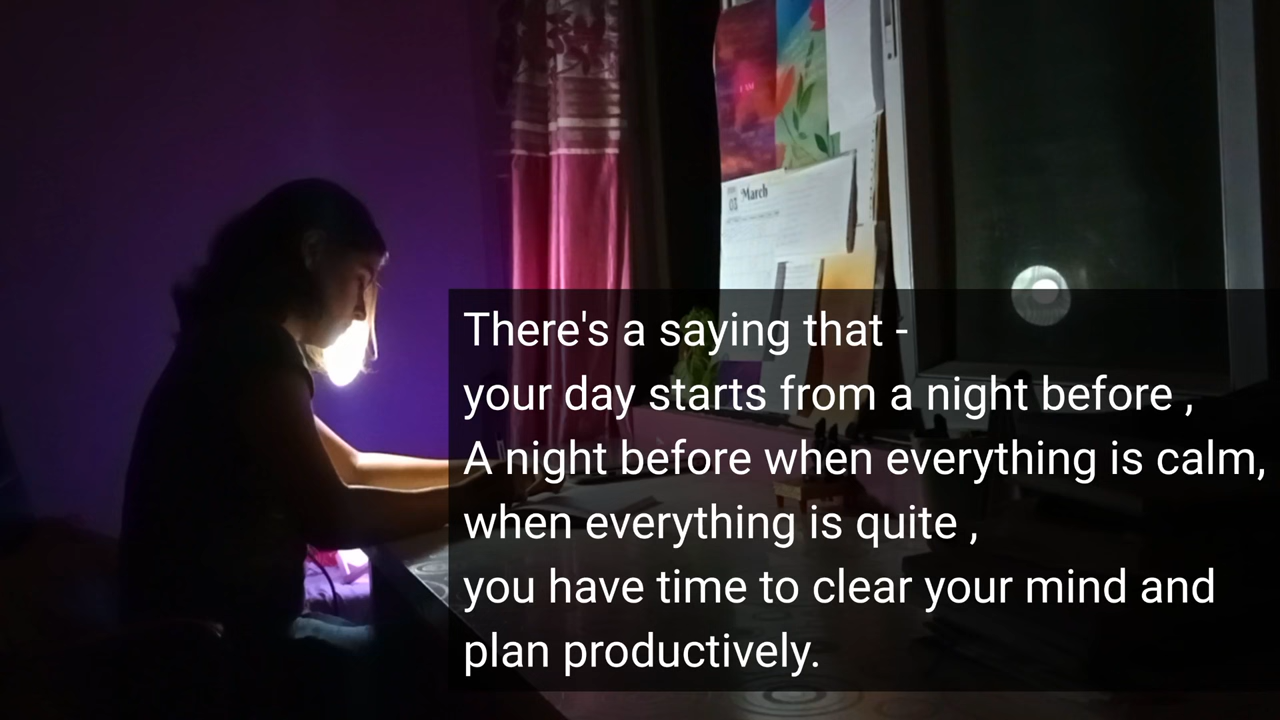 March
03
There's a saying that -
your day starts from a night before ,
A night before when everything is calm,
when everything is quite ,
you have time to clear your mind and
plan productively.